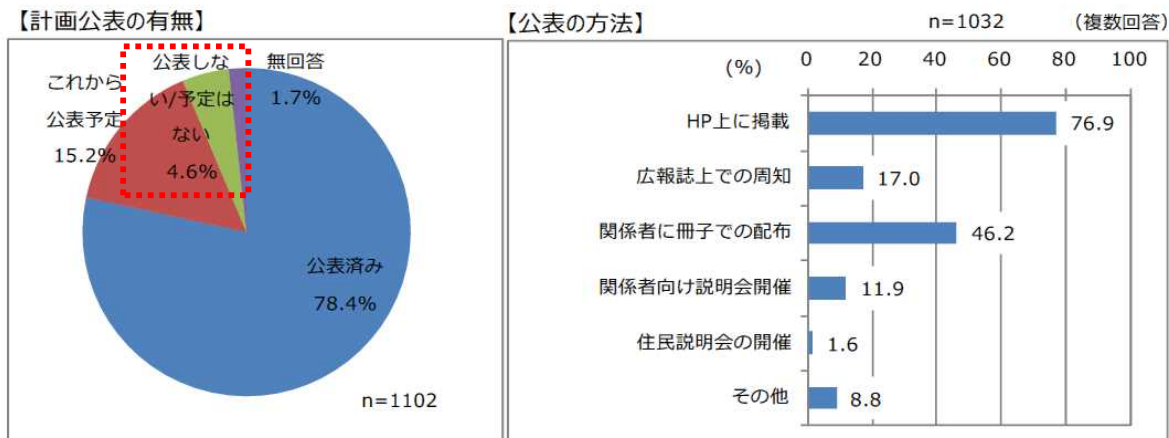 【計画公表の有無】
公表しな
い/予定は
ない
4.6%
無回答
1.7%
これから
公表予定
15.2%
公表済み
78.4%
n=1102
【公表の方法】
n=1032
(複数回答)
(%)
0 20 40 60 80 100
HP上に掲載 76.9
広報誌上での周知 17.0
関係者に冊子での配布 46.2
関係者向け説明会開催 11.9
住民説明会の開催 1.6
その他 8.8